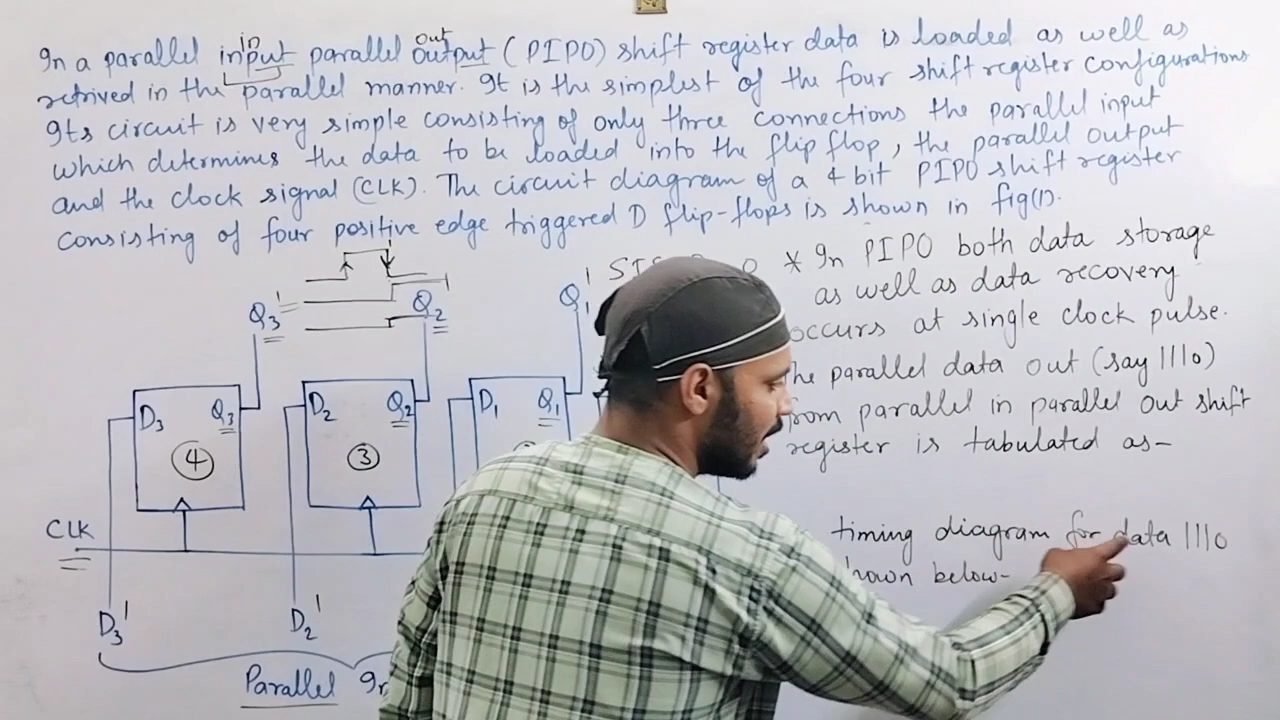 In a parallel input parallel output (PIPO) shift register data is loaded as well as
in
out
retrived in the parallel manner. It is the simplest of the four shift register configurations
Its circuit is very simple consisting of only three connections the parallel input
which determines the data to be loaded into the flip flop, the parallel output
and the clock signal (CLK). The circuit diagram of a 4 bit PIPO shift register
consisting of four positive edge triggered D flip-flops is shown in fig(1).
* In PIPO both data storage
as well as data recovery
occurs at single clock pulse.
he parallel data out (say 1110)
rom parallel in parallel out shift
register is tabulated as-
timing diagram for data 1110
hown below-
Q3' Q2 Q1'
1
D3 Q3 D2 Q2 D1 Q1
4 3
CLK
D3' D2'
Parallel In